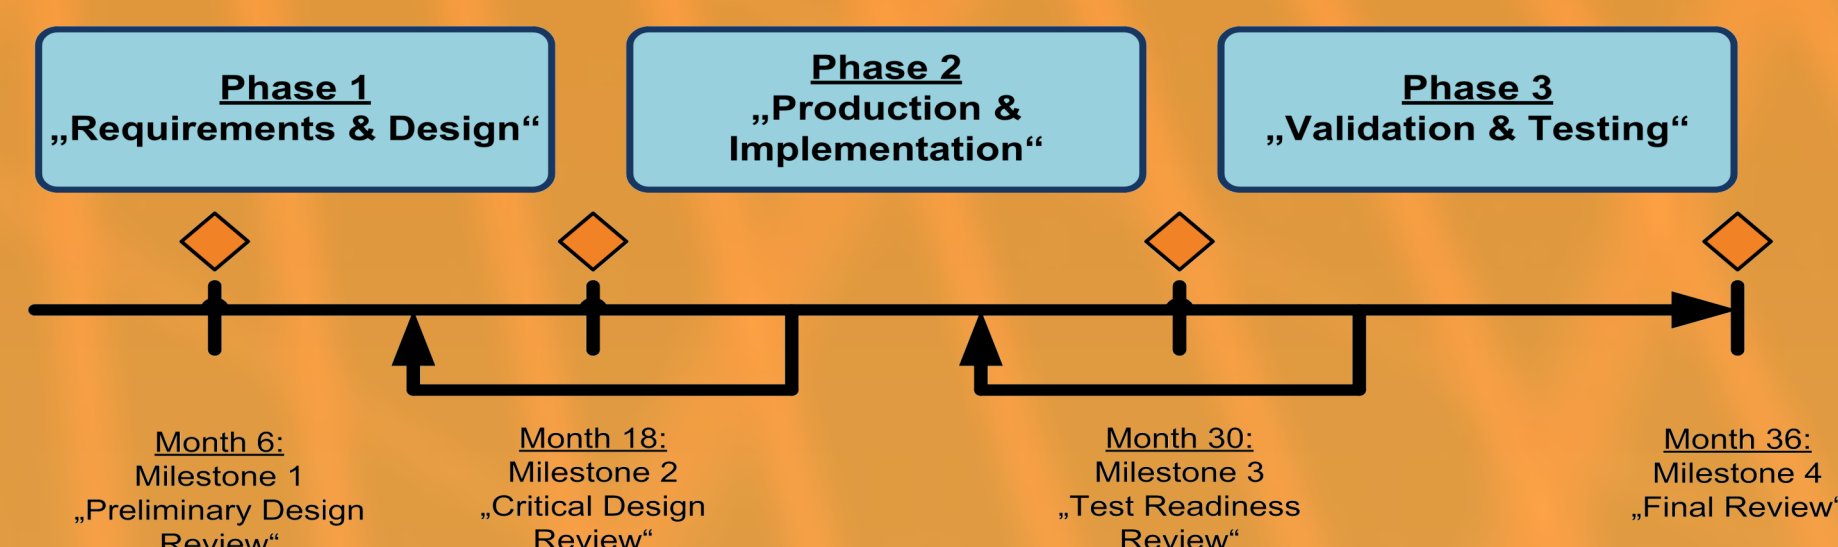 Phase 1
„Requirements & Design“
Phase 2
„Production &
Implementation“
Phase 3
„Validation & Testing“
Month 6:
Milestone 1
„Preliminary Design
Review“
Month 18:
Milestone 2
„Critical Design
Review“
Month 30:
Milestone 3
„Test Readiness
Review“
Month 36:
Milestone 4
„Final Review“